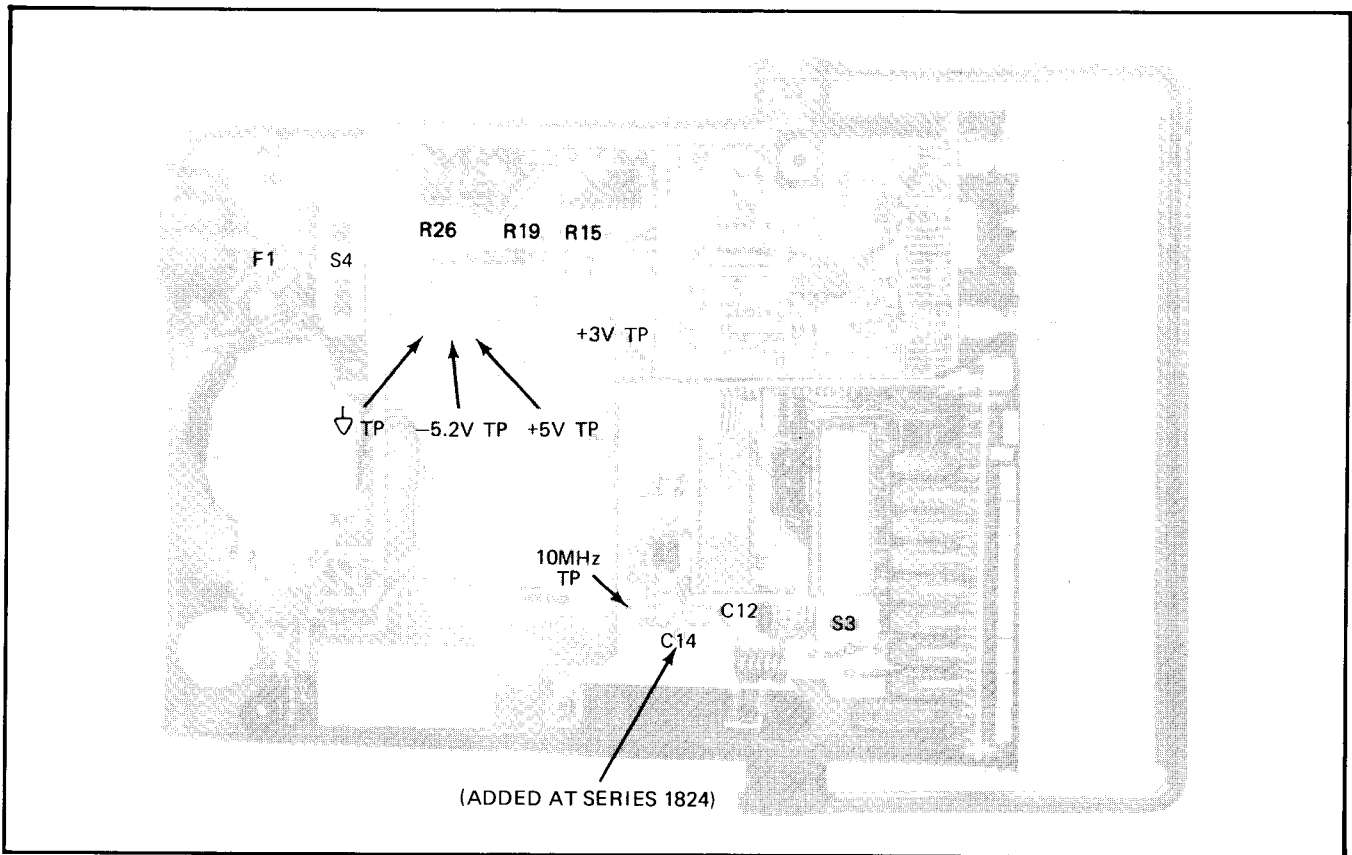 R26 R19 R15
F1 S4
+3V TP
TP −5.2V TP +5V TP
10MHz
TP
C12
S3
C14
(ADDED AT SERIES 1824)